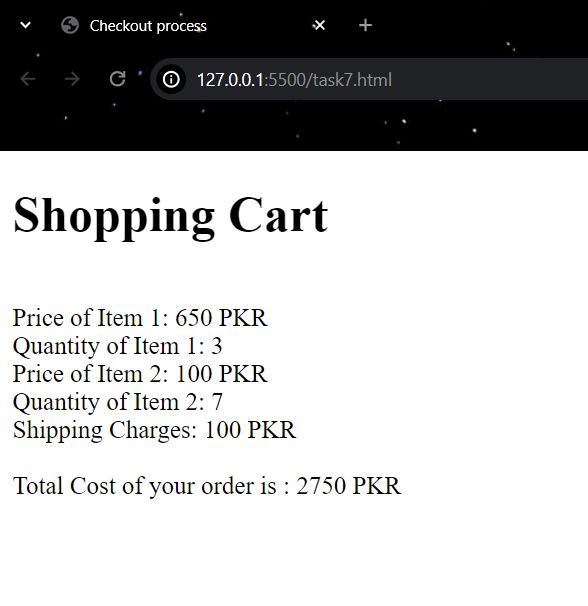 Checkout process
127.0.0.1:5500/task7.html
Shopping Cart
Price of Item 1: 650 PKR
Quantity of Item 1: 3
Price of Item 2: 100 PKR
Quantity of Item 2: 7
Shipping Charges: 100 PKR
Total Cost of your order is : 2750 PKR